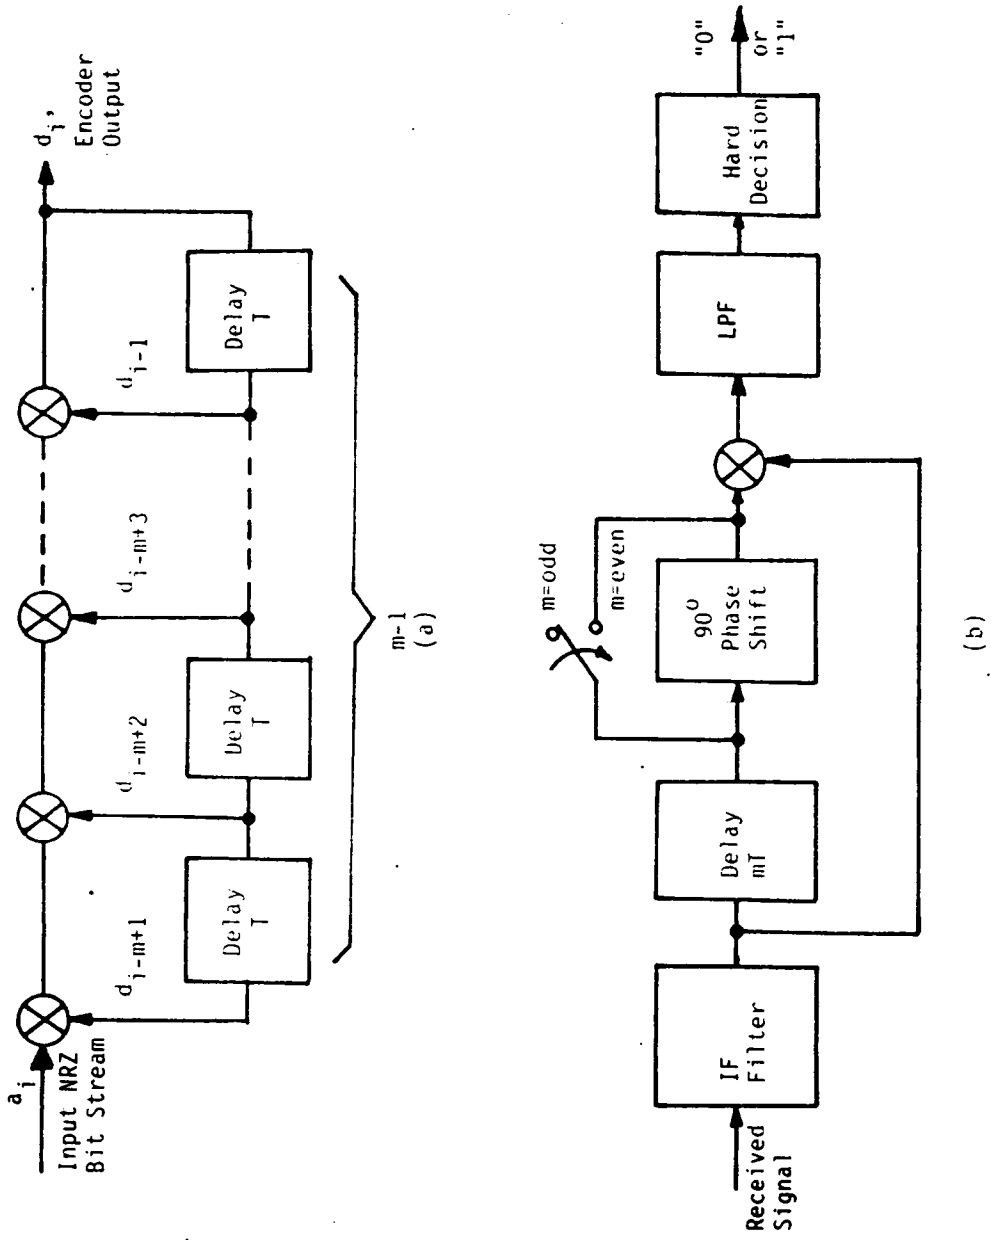 a_i
Input NRZ
Bit Stream
d_{i-m+1}
d_{i-m+2}
d_{i-m+3}
d_{i-1}
d_i,
Encoder
Output
Delay
T
Delay
T
Delay
T
m-1
(a)
Received
Signal
IF
Filter
Delay
mT
m=odd
m=even
90°
Phase
Shift
LPF
Hard
Decision
"0"
or
"1"
(b)